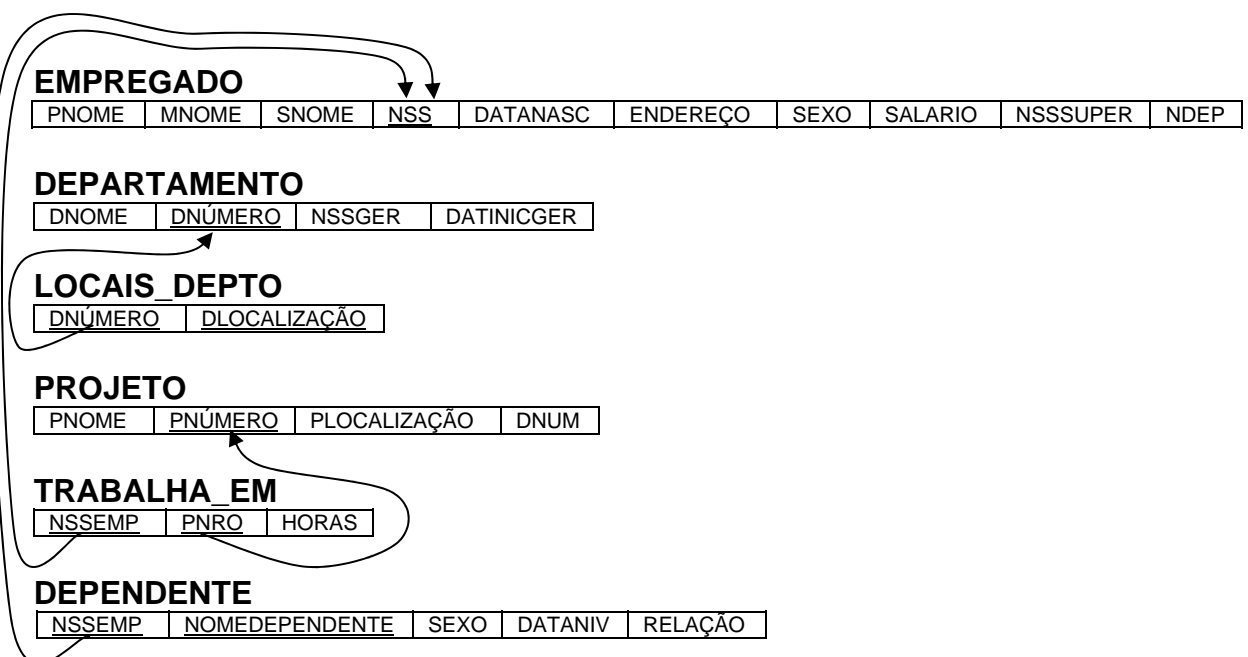 EMPREGADO
PNOME MNOME SNOME NSS DATANASC ENDEREÇO SEXO SALARIO NSSSUPER NDEP
DEPARTAMENTO
DNOME DNÚMERO NSSGER DATINICGER
LOCAIS_DEPTO
DNÚMERO DLOCALIZAÇÃO
PROJETO
PNOME PNÚMERO PLOCALIZAÇÃO DNUM
TRABALHA_EM
NSSEMP PNRO HORAS
DEPENDENTE
NSSEMP NOMEDEPENDENTE SEXO DATANIV RELAÇÃO